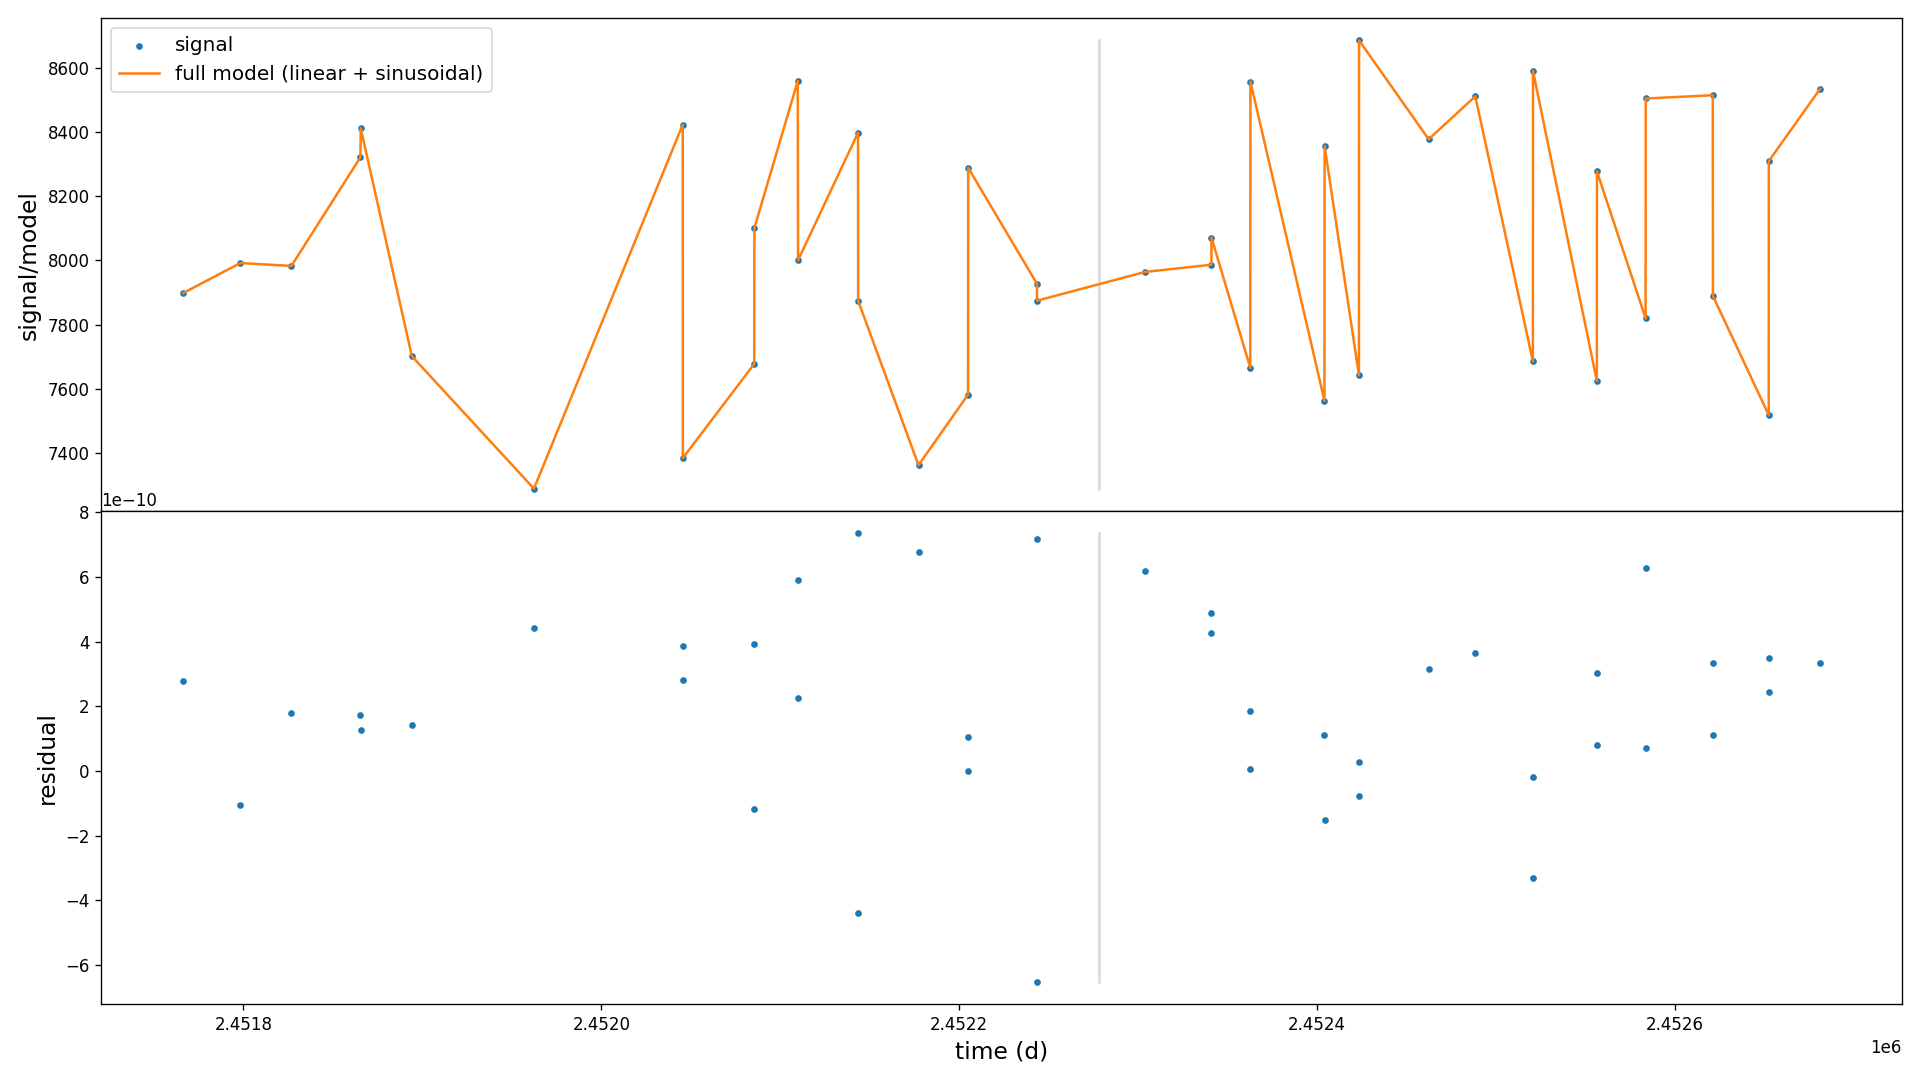 signal
full model (linear + sinusoidal)
8600
8400
8200
8000
7800
7600
7400
signal/model
1e−10
8
6
4
2
0
−2
−4
−6
residual
2.4518
2.4520
2.4522
2.4524
2.4526
time (d)
1e6